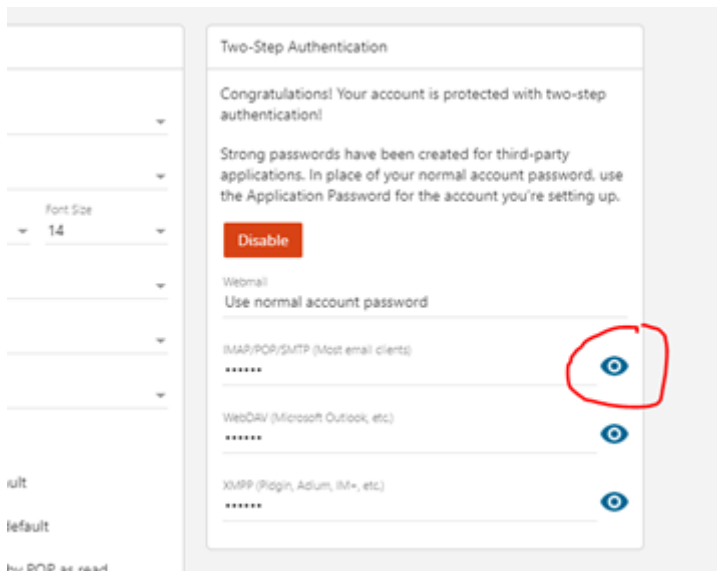 Two-Step Authentication
Congratulations! Your account is protected with two-step
authentication!
Strong passwords have been created for third-party
applications. In place of your normal account password, use
the Application Password for the account you're setting up.
Disable
Webmail
Use normal account password
IMAP/POP/SMTP (Most email clients)
••••••
WebDAV (Microsoft Outlook, etc.)
••••••
XMPP (Pidgin, Adium, IM+, etc.)
••••••
Font Size
14
ult
default
by POP as read